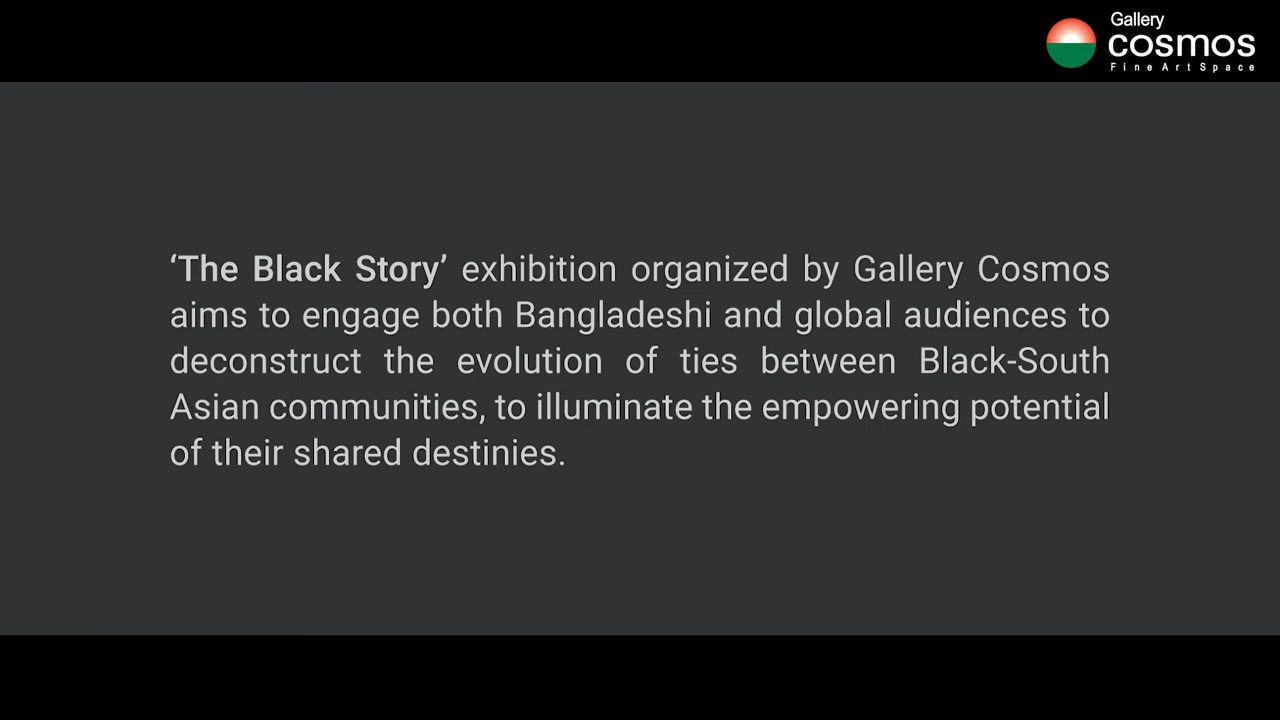 Gallery
cosmos
Fine Art Space
‘The Black Story’ exhibition organized by Gallery Cosmos
aims to engage both Bangladeshi and global audiences to
deconstruct the evolution of ties between Black-South
Asian communities, to illuminate the empowering potential
of their shared destinies.